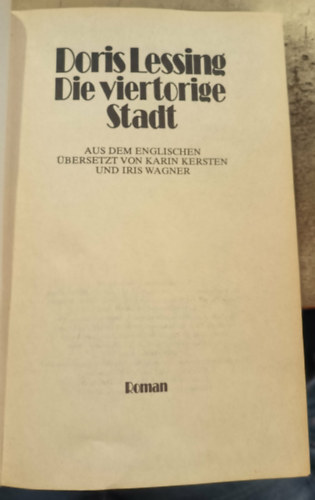 Doris Lessing
Die viertorige
Stadt
AUS DEM ENGLISCHEN
ÜBERSETZT VON KARIN KERSTEN
UND IRIS WAGNER
Roman